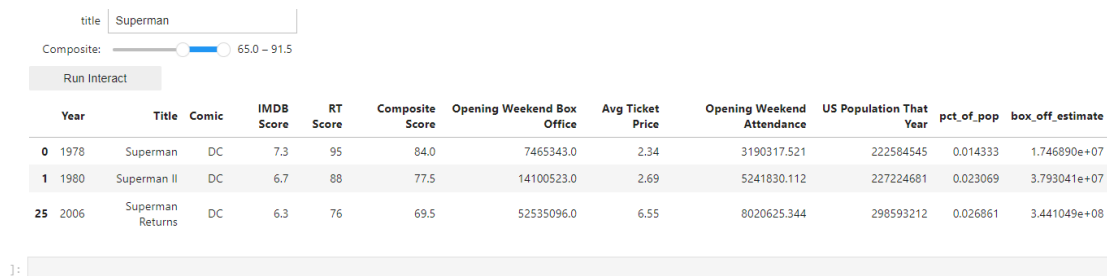 title Superman
Composite: 65.0 – 91.5
Run Interact
Year Title Comic IMDB Score RT Score Composite Score Opening Weekend Box Office Avg Ticket Price Opening Weekend Attendance US Population That Year pct_of_pop box_off_estimate
0 1978 Superman DC 7.3 95 84.0 7465343.0 2.34 3190317.521 222584545 0.014333 1.746890e+07
1 1980 Superman II DC 6.7 88 77.5 14100523.0 2.69 5241830.112 227224681 0.023069 3.793041e+07
25 2006 Superman Returns DC 6.3 76 69.5 52535096.0 6.55 8020625.344 298593212 0.026861 3.441049e+08
]: